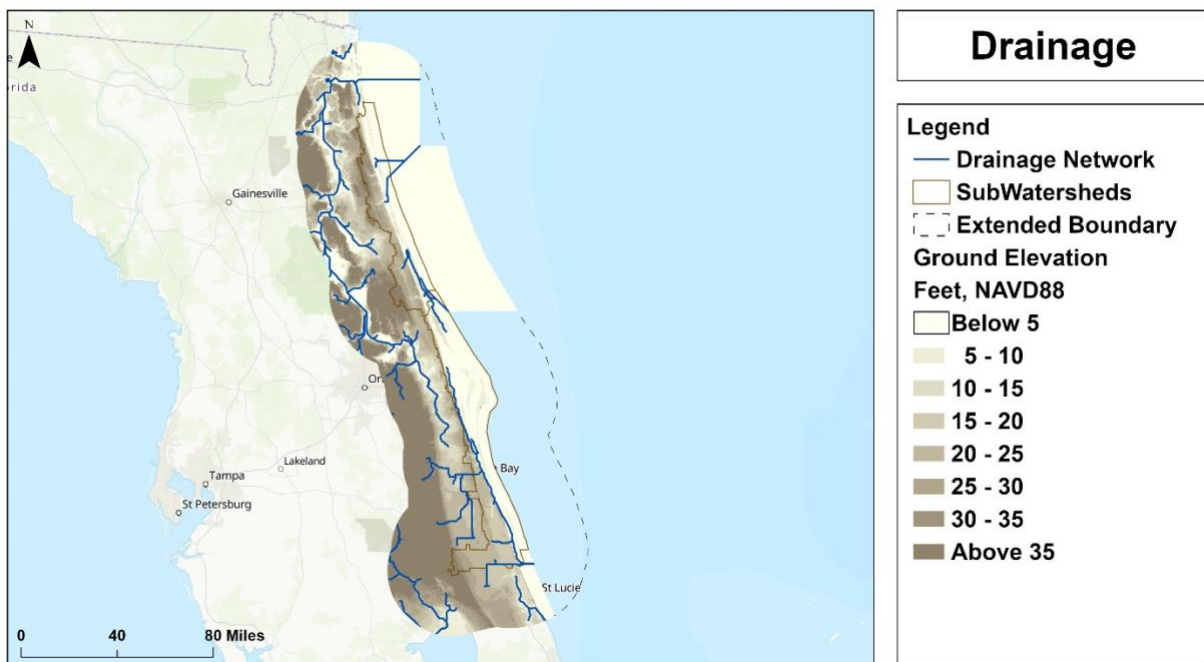 N
orida
Gainesville
Or
Lakeland
Tampa
St Petersburg
Bay
St Lucie
0 40 80 Miles
Drainage
Legend
Drainage Network
SubWatersheds
Extended Boundary
Ground Elevation
Feet, NAVD88
Below 5
5 - 10
10 - 15
15 - 20
20 - 25
25 - 30
30 - 35
Above 35